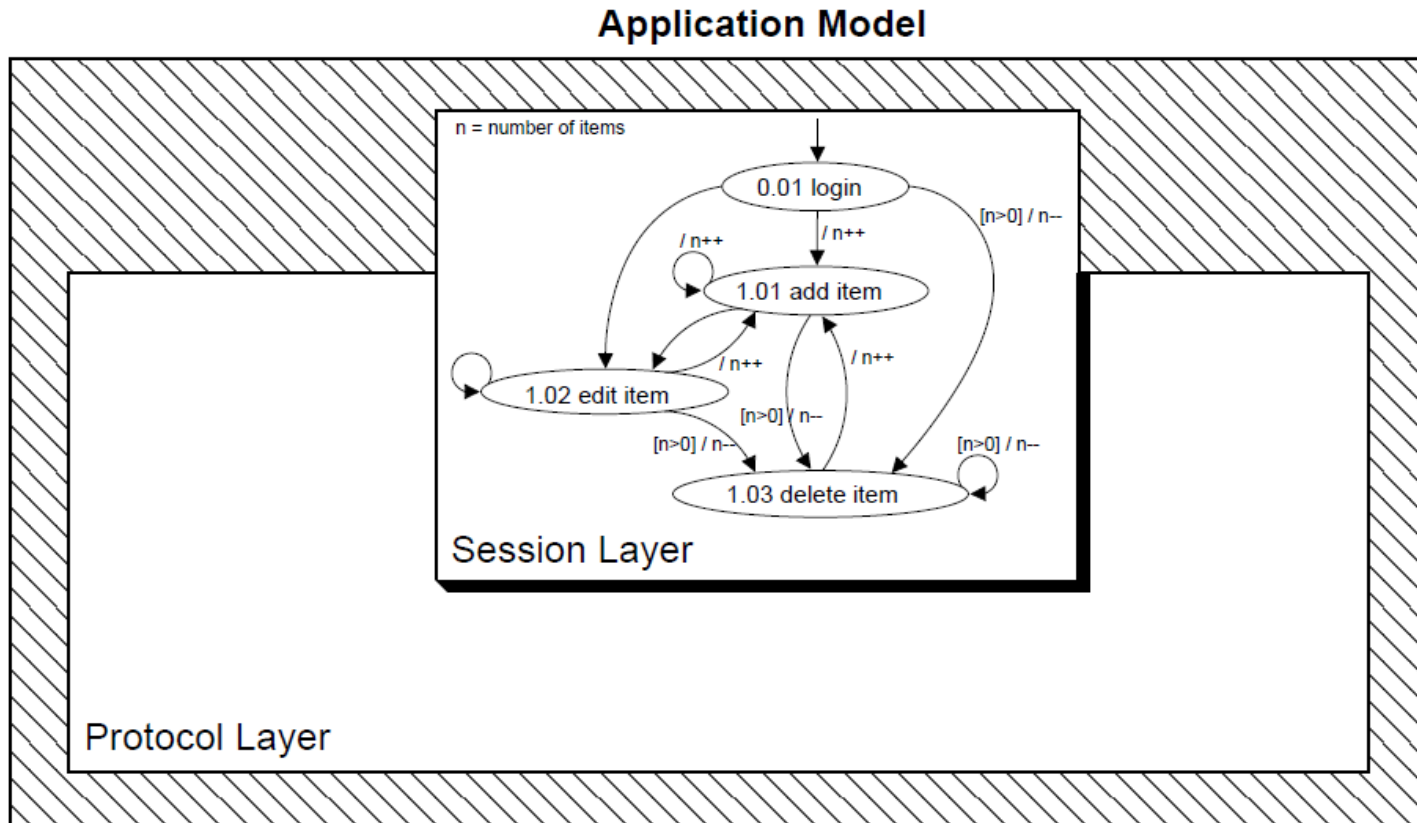 Application Model
n = number of items
0.01 login
[n>0] / n--
/ n++
/ n++
1.01 add item
/ n++
/ n++
1.02 edit item
[n>0] / n--
[n>0] / n--
[n>0] / n--
1.03 delete item
Session Layer
Protocol Layer